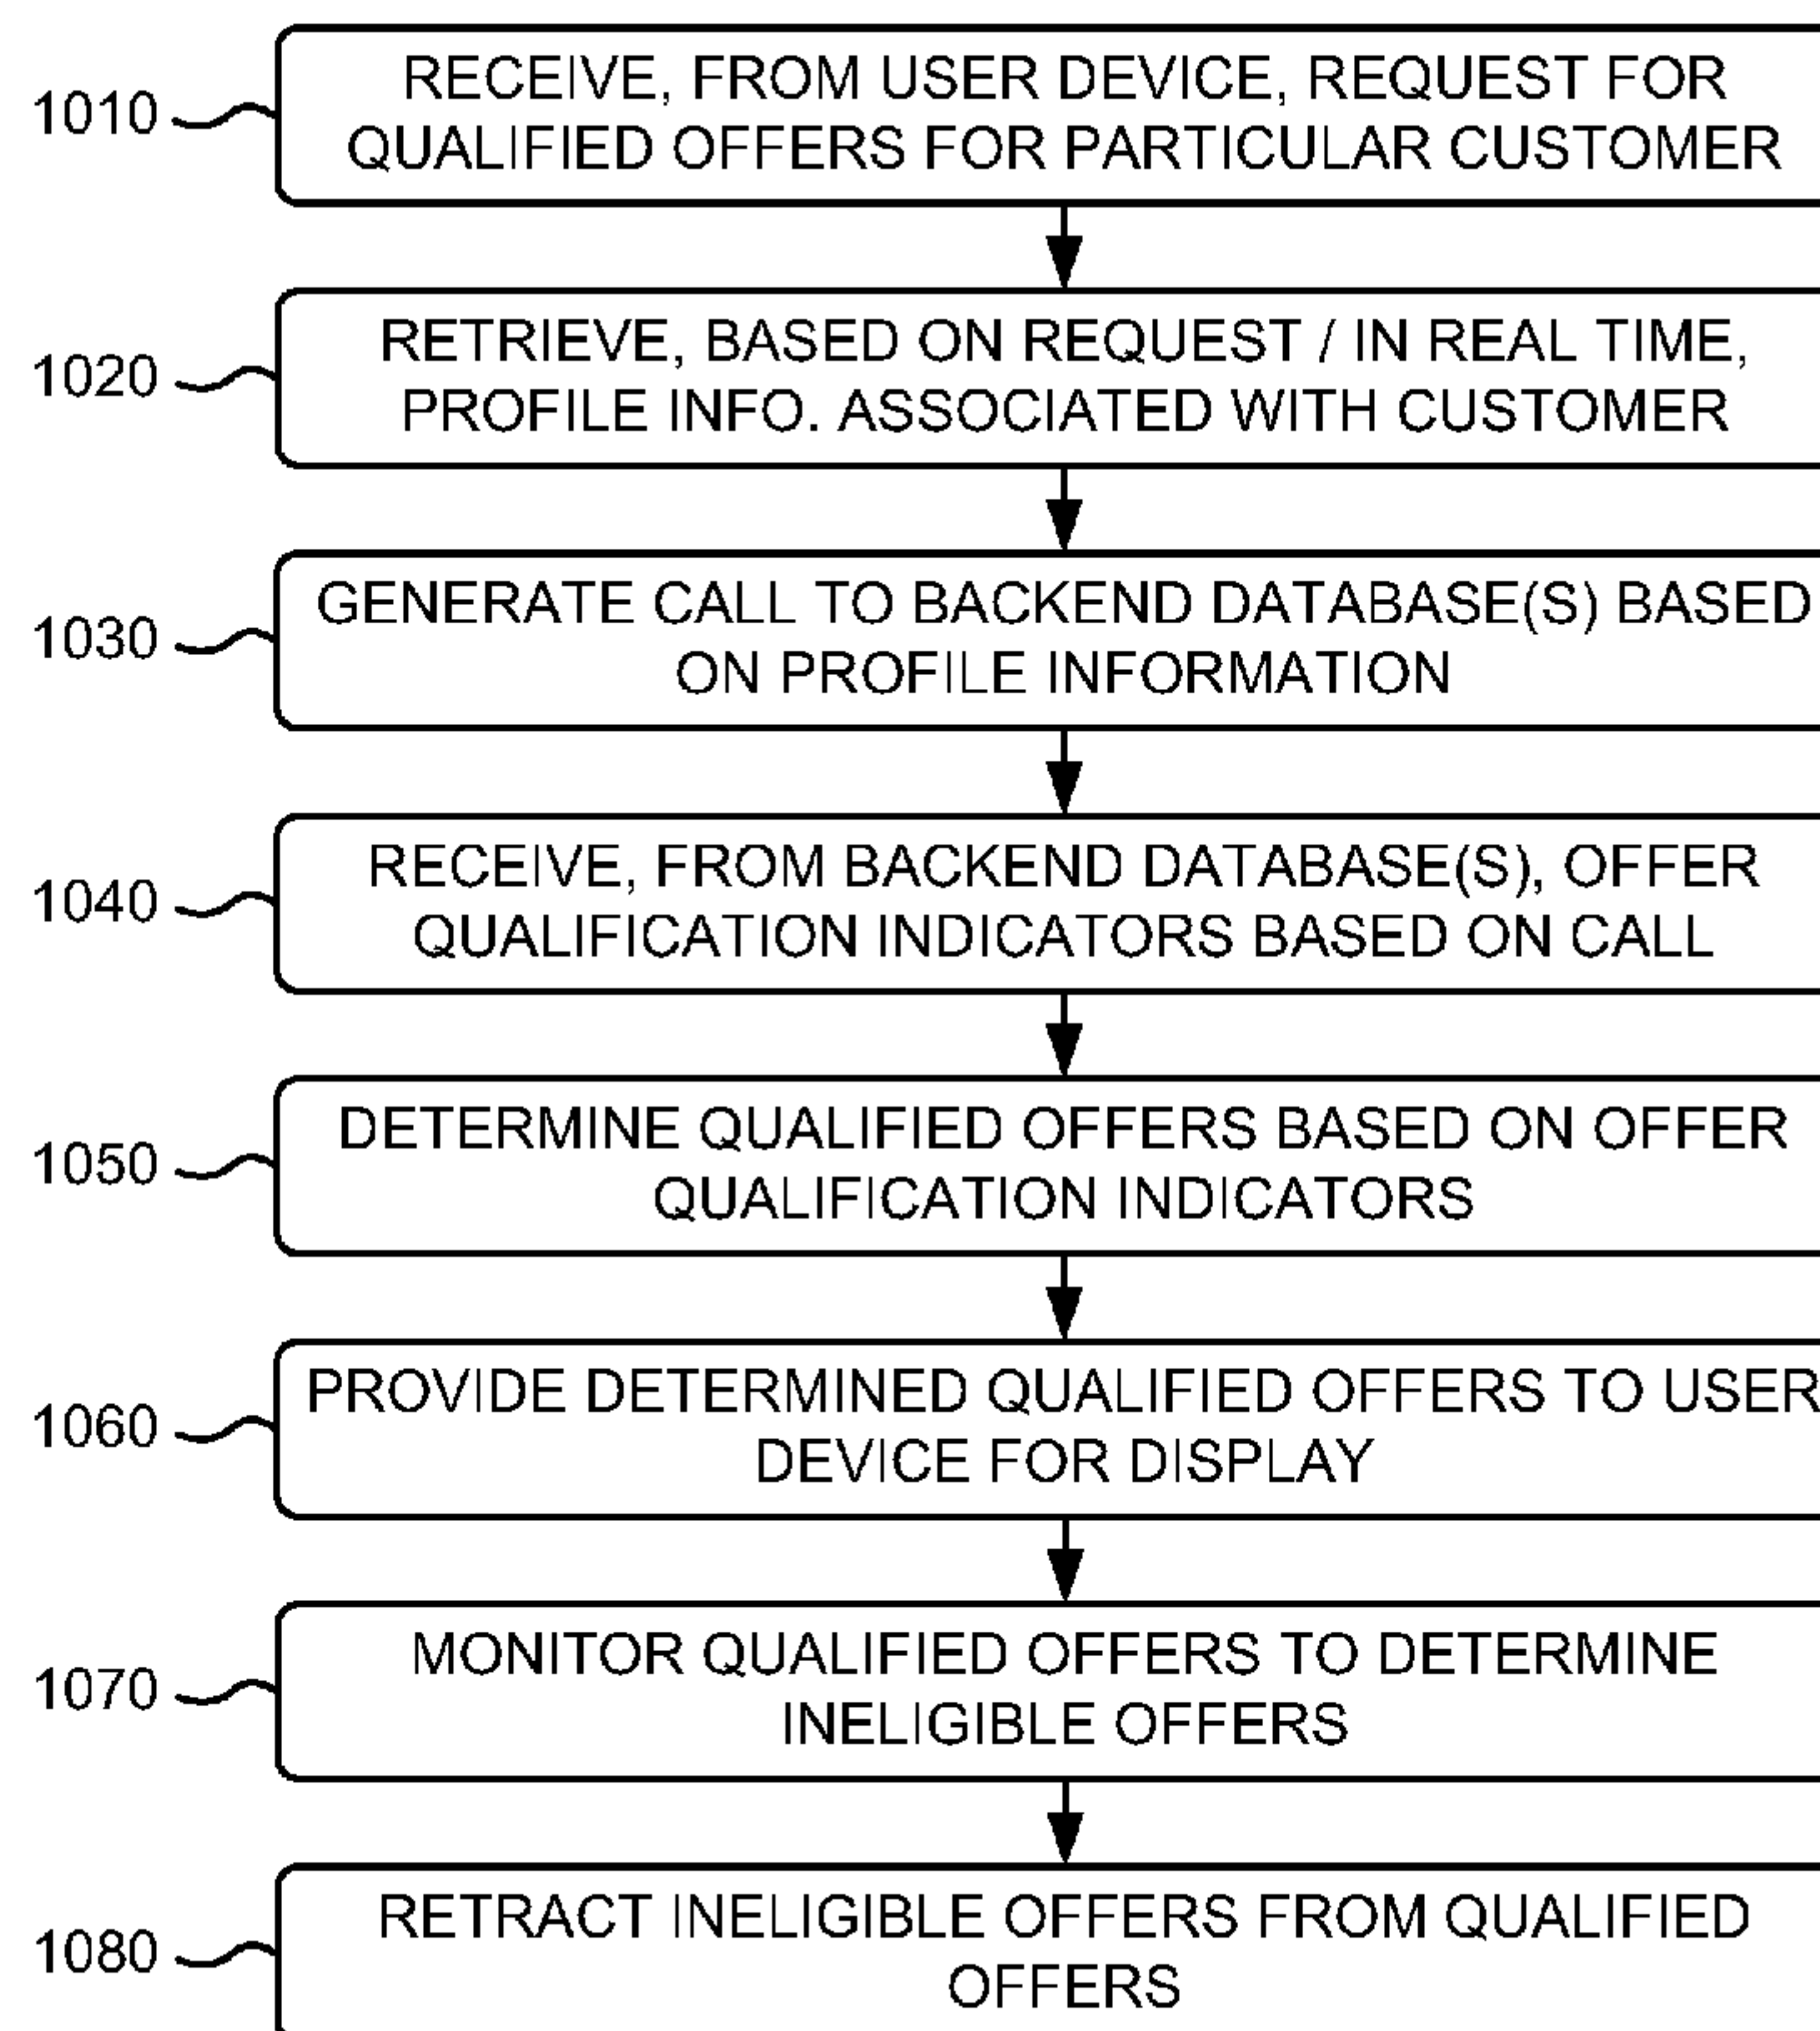 1010
RECEIVE, FROM USER DEVICE, REQUEST FOR
QUALIFIED OFFERS FOR PARTICULAR CUSTOMER
1020
RETRIEVE, BASED ON REQUEST / IN REAL TIME,
PROFILE INFO. ASSOCIATED WITH CUSTOMER
1030
GENERATE CALL TO BACKEND DATABASE(S) BASED
ON PROFILE INFORMATION
1040
RECEIVE, FROM BACKEND DATABASE(S), OFFER
QUALIFICATION INDICATORS BASED ON CALL
1050
DETERMINE QUALIFIED OFFERS BASED ON OFFER
QUALIFICATION INDICATORS
1060
PROVIDE DETERMINED QUALIFIED OFFERS TO USER
DEVICE FOR DISPLAY
1070
MONITOR QUALIFIED OFFERS TO DETERMINE
INELIGIBLE OFFERS
1080
RETRACT INELIGIBLE OFFERS FROM QUALIFIED
OFFERS